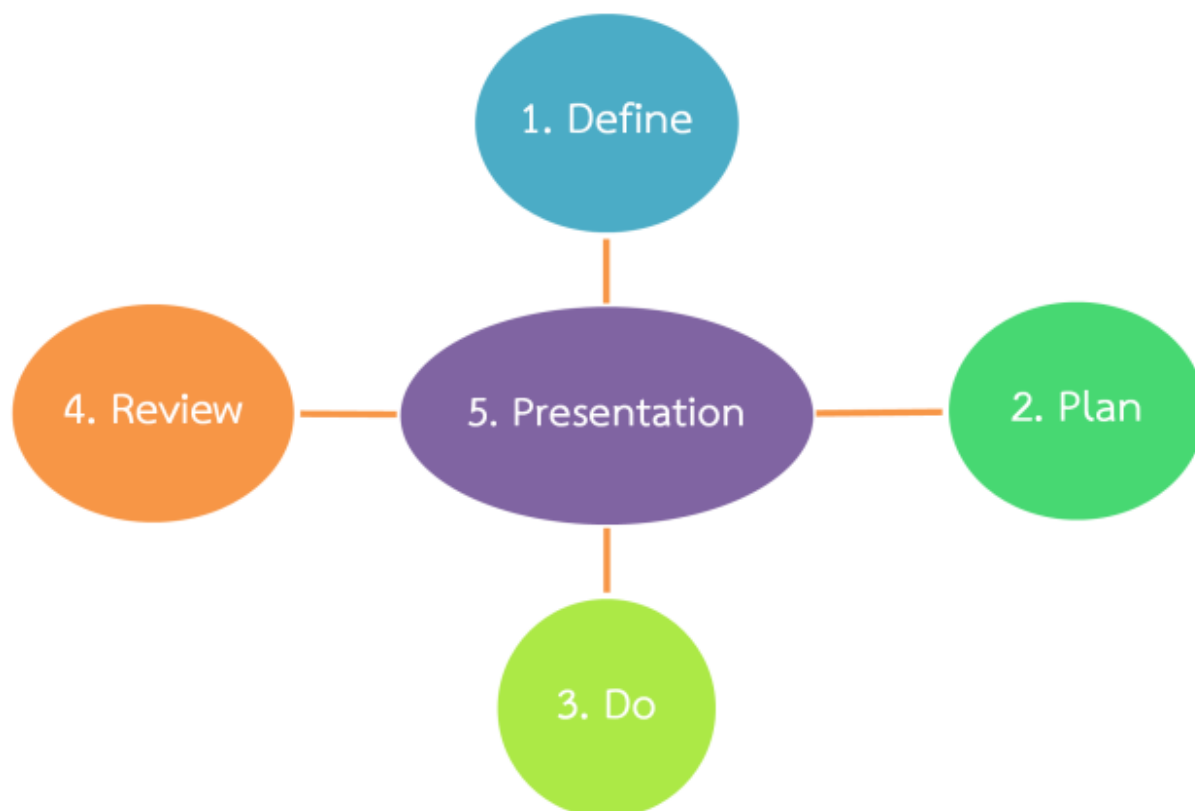 1. Define
2. Plan
3. Do
4. Review
5. Presentation